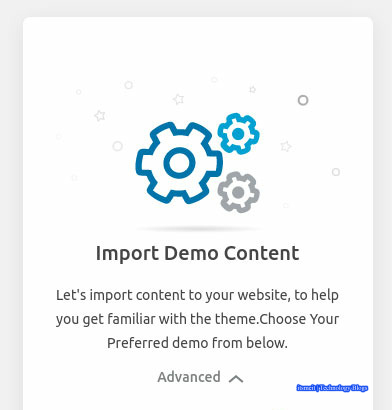 Import Demo Content
Let's import content to your website, to help
you get familiar with the theme.Choose Your
Preferred demo from below.
Advanced